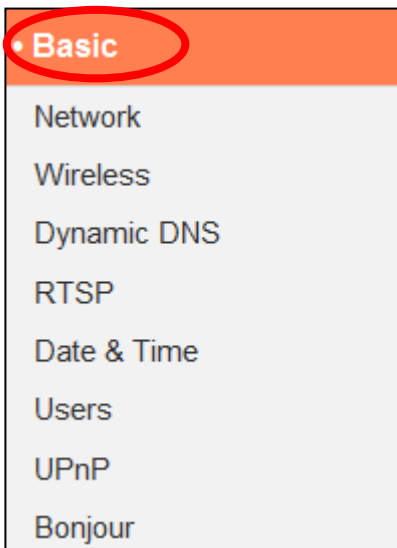 • Basic
Network
Wireless
Dynamic DNS
RTSP
Date & Time
Users
UPnP
Bonjour